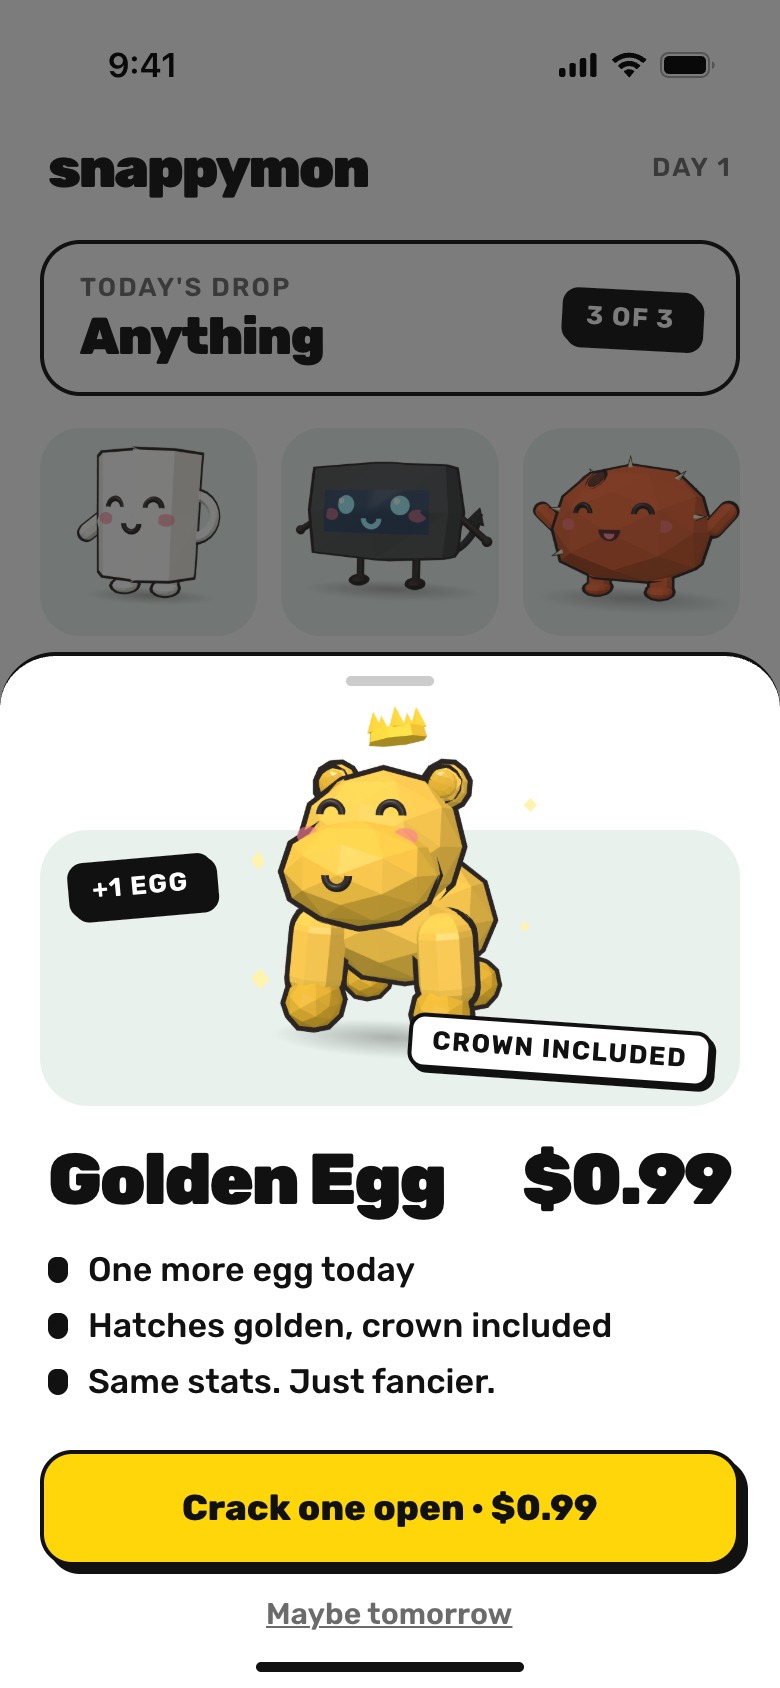 9:41
snappymon
DAY 1
TODAY'S DROP
Anything
3 OF 3
+1 EGG
CROWN INCLUDED
Golden Egg
$0.99
One more egg today
Hatches golden, crown included
Same stats. Just fancier.
Crack one open · $0.99
Maybe tomorrow